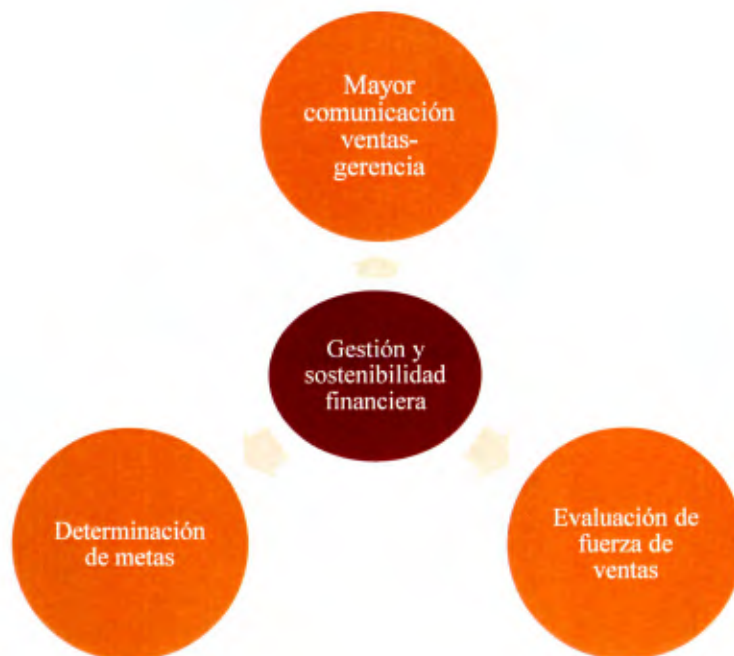 Mayor
comunicación
ventas-
gerencia
Gestión y
sostenibilidad
financiera
Determinación
de metas
Evaluación de
fuerza de
ventas